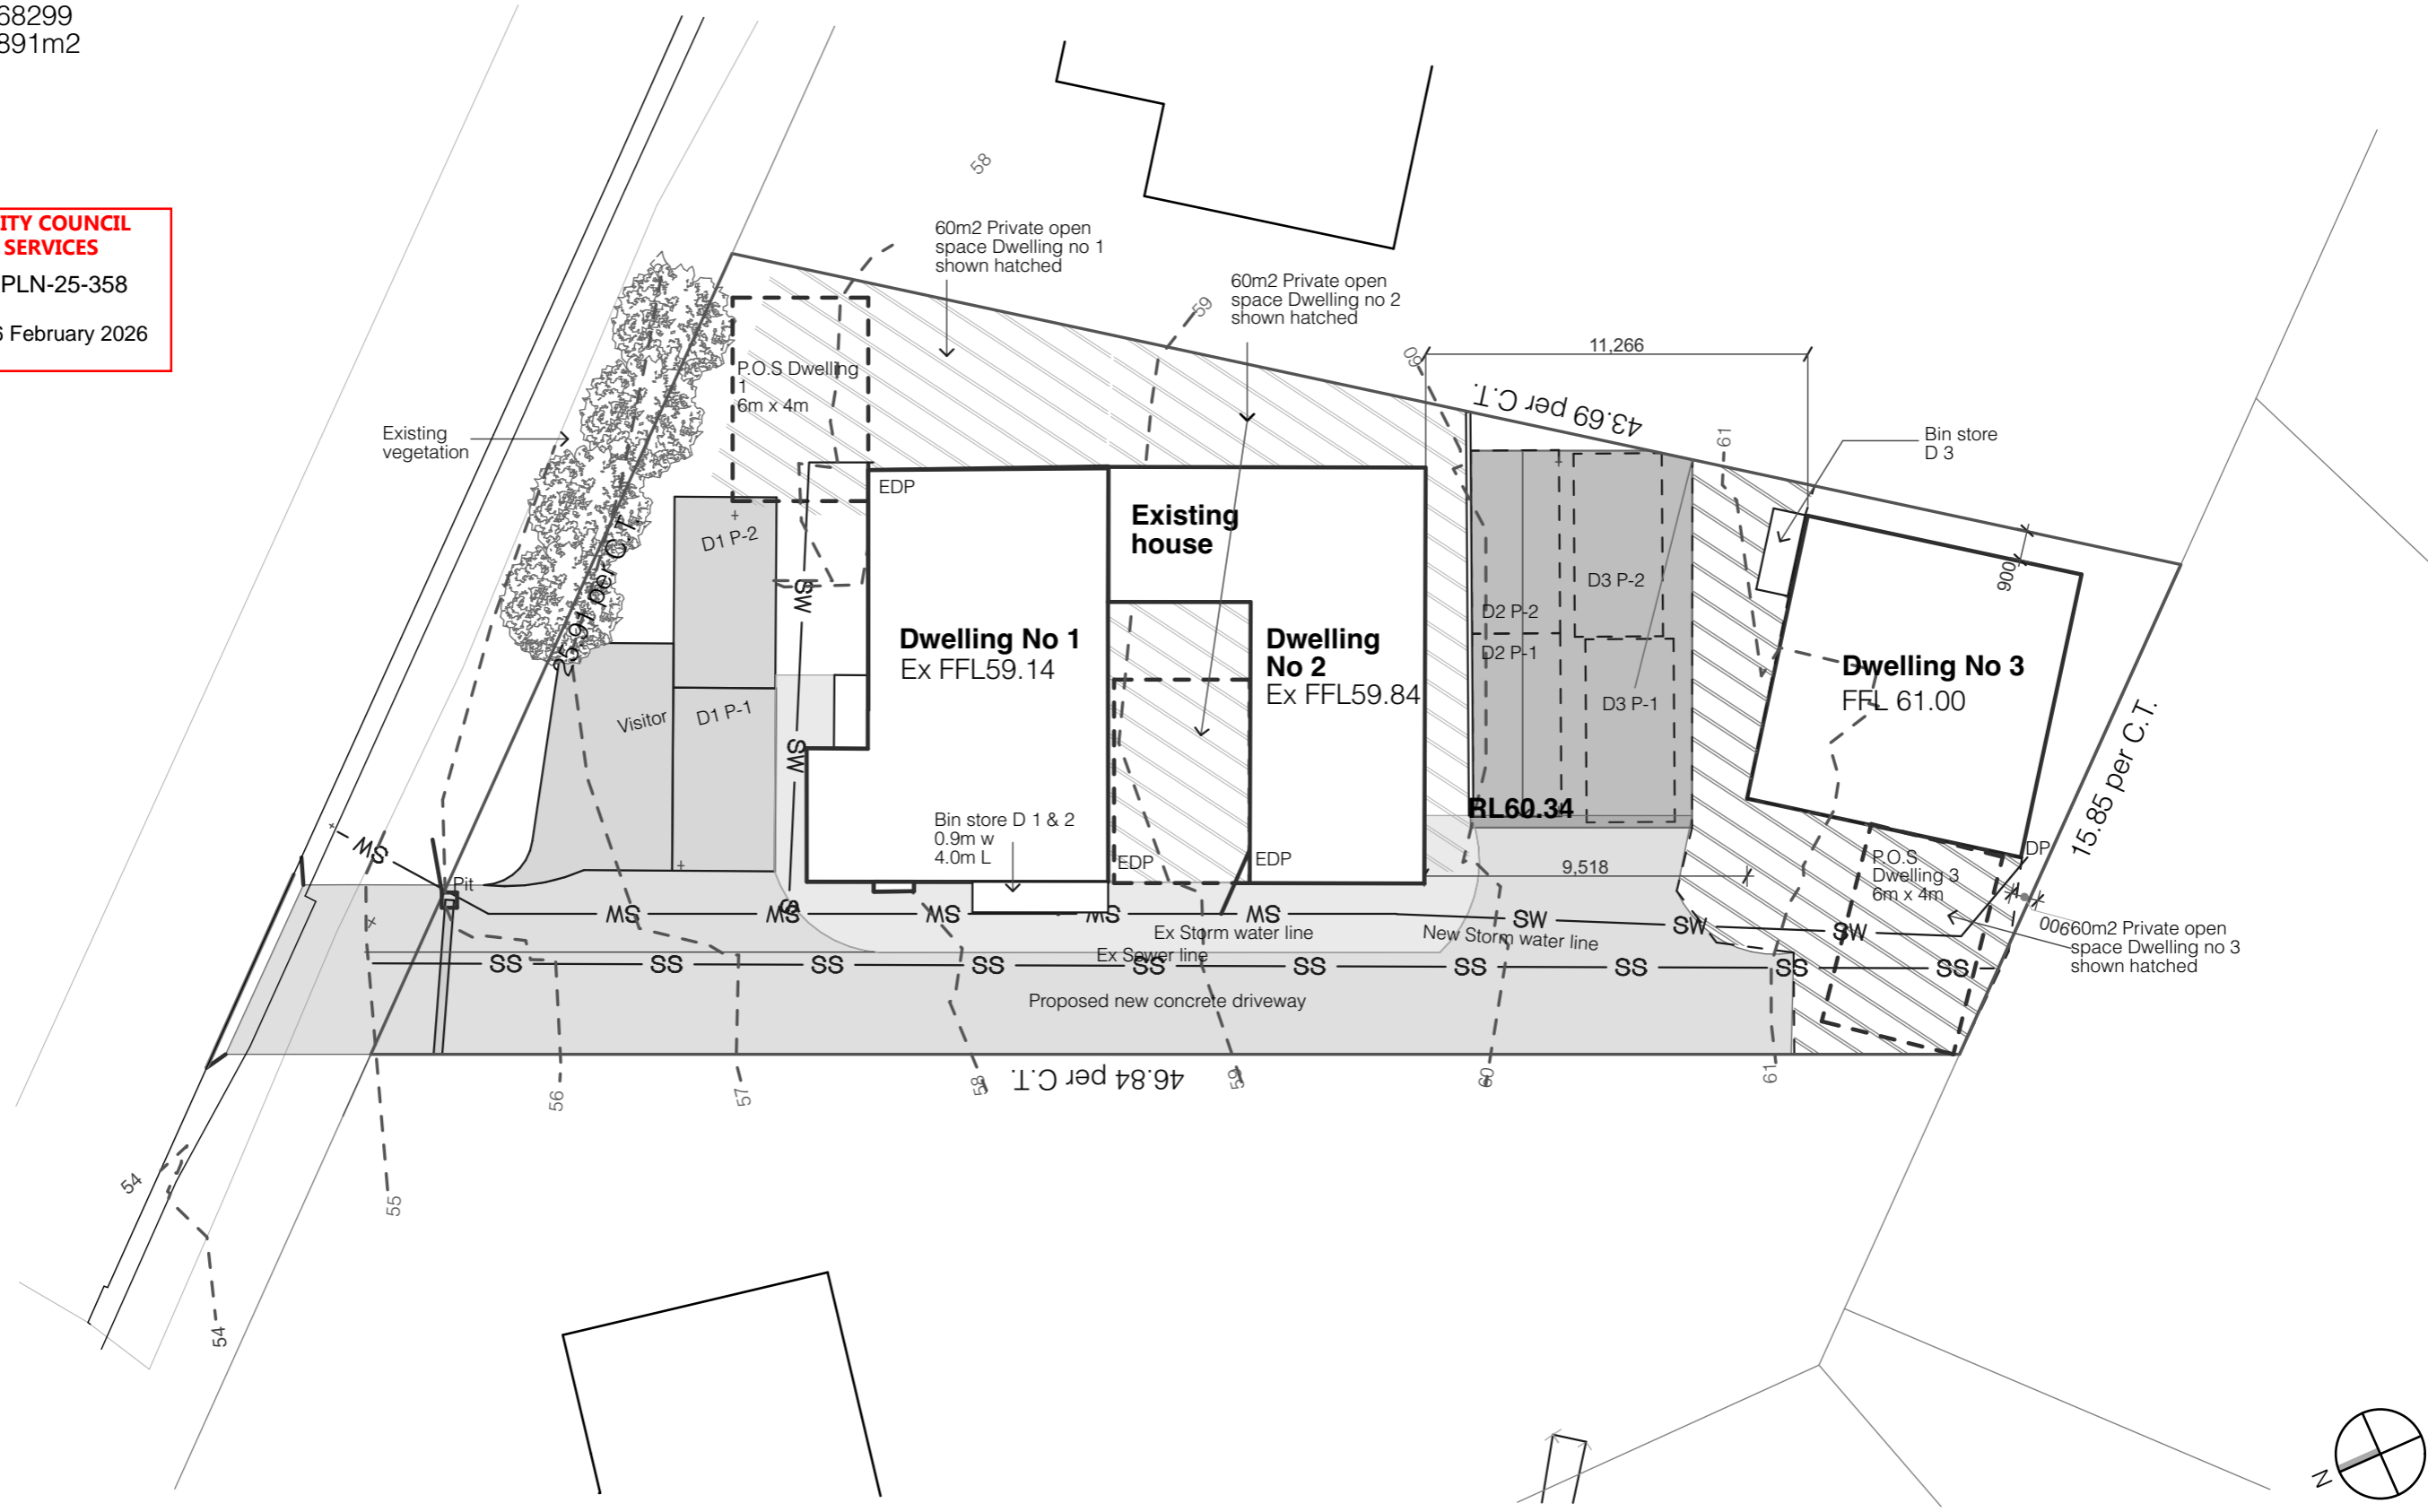 68299
891m2
ITY COUNCIL
SERVICES
PLN-25-358
6 February 2026
58
60m2 Private open
space Dwelling no 1
shown hatched
60m2 Private open
space Dwelling no 2
shown hatched
59
60
11,266
43.69 per C.T.
61
Bin store
D 3
Existing
vegetation
P.O.S Dwelling
1
6m x 4m
25.91 per C.T.
EDP
D1 P-2
Existing
house
900
D3 P-2
D2 P-2
D2 P-1
SW
Dwelling No 1
Ex FFL59.14
Dwelling
No 2
Ex FFL59.84
Dwelling No 3
FFL 61.00
D3 P-1
Visitor
D1 P-1
SW
15.85 per C.T.
RL60.34
Bin store D 1 & 2
0.9m w
4.0m L
EDP
EDP
9,518
P.O.S
Dwelling 3
6m x 4m
DP
SW
Pit
S
SW
SW
SW
SW
SW
SW
SW
SW
Ex Storm water line
New Storm water line
900
60m2 Private open
space Dwelling no 3
shown hatched
Ex Sewer line
SS
SS
SS
SS
SS
SS
SS
SS
SS
SS
Proposed new concrete driveway
46.84 per C.T.
56
57
58
59
60
61
54
55
54
N